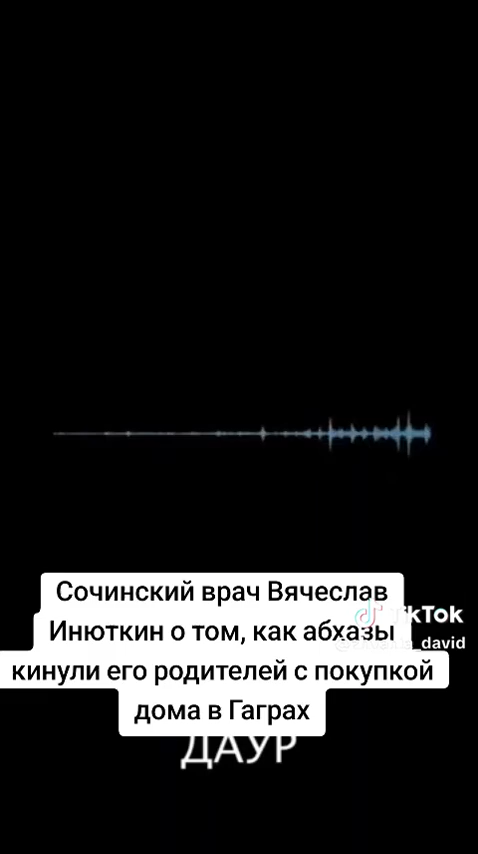 Сочинский врач Вячеслав
Инюткин о том, как абхазы
кинули его родителей с покупкой
дома в Гаграх
TikTok
ДАУР